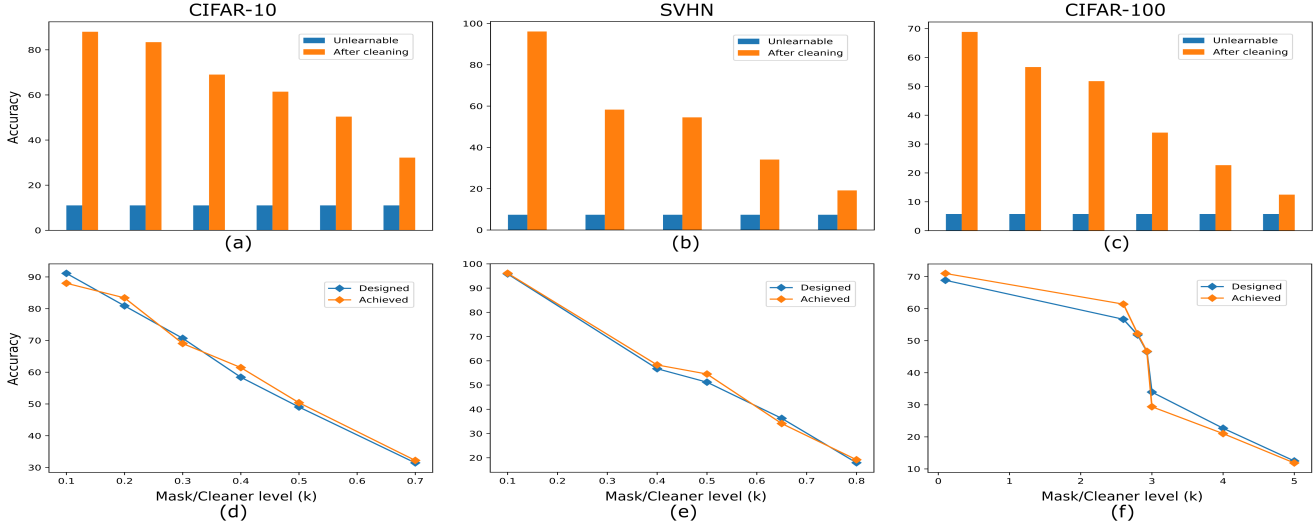 CIFAR-10
SVHN
CIFAR-100
Accuracy
80
60
40
20
0
Unlearnable
After cleaning
(a)
100
80
60
40
20
0
Unlearnable
After cleaning
(b)
70
60
50
40
30
20
10
0
Unlearnable
After cleaning
(c)
Accuracy
90
80
70
60
50
40
30
Designed
Achieved
0.1 0.2 0.3 0.4 0.5 0.6 0.7
Mask/Cleaner level (k)
(d)
100
90
80
70
60
50
40
30
20
Designed
Achieved
0.1 0.2 0.3 0.4 0.5 0.6 0.7 0.8
Mask/Cleaner level (k)
(e)
70
60
50
40
30
20
10
Designed
Achieved
0 1 2 3 4 5
Mask/Cleaner level (k)
(f)